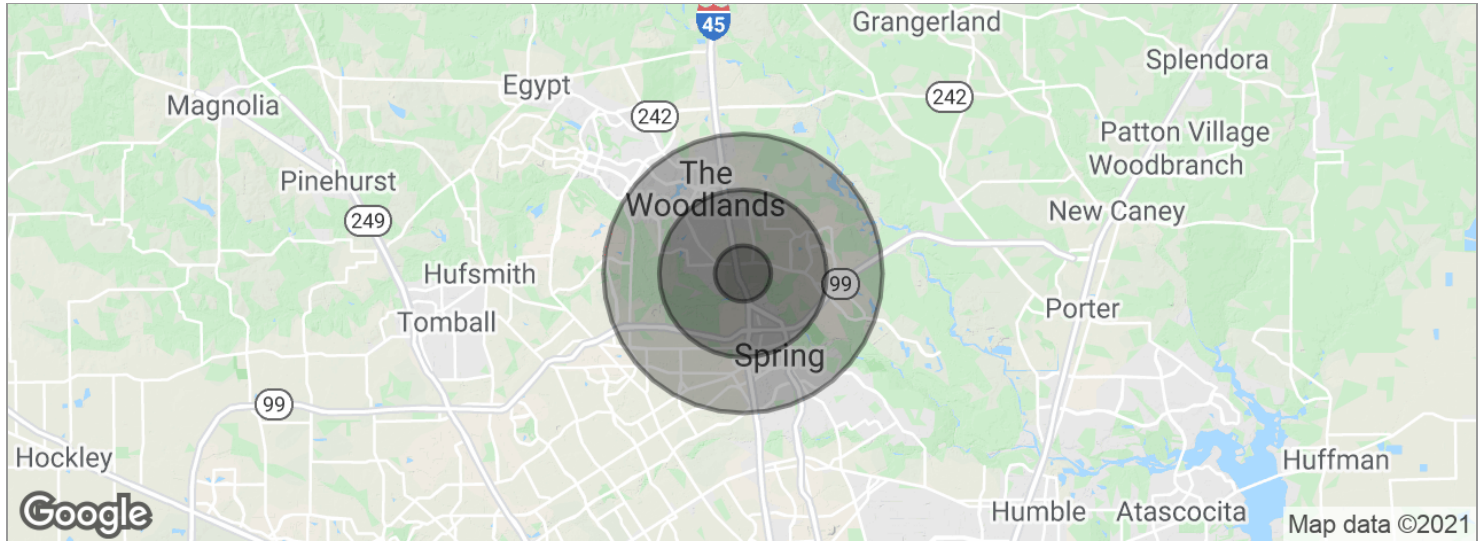 45
Grangerland
Splendora
Egypt
242
Magnolia
242
Patton Village
Woodbranch
The
Woodlands
Pinehurst
249
New Caney
Hufsmith
99
Porter
Tomball
Spring
99
Hockley
Huffman
Google
Humble
Atascocita
Map data ©2021